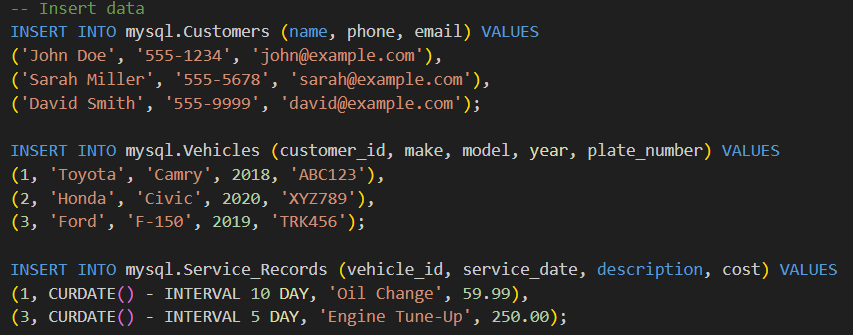 -- Insert data
INSERT INTO mysql.Customers (name, phone, email) VALUES
('John Doe', '555-1234', 'john@example.com'),
('Sarah Miller', '555-5678', 'sarah@example.com'),
('David Smith', '555-9999', 'david@example.com');
INSERT INTO mysql.Vehicles (customer_id, make, model, year, plate_number) VALUES
(1, 'Toyota', 'Camry', 2018, 'ABC123'),
(2, 'Honda', 'Civic', 2020, 'XYZ789'),
(3, 'Ford', 'F-150', 2019, 'TRK456');
INSERT INTO mysql.Service_Records (vehicle_id, service_date, description, cost) VALUES
(1, CURDATE() - INTERVAL 10 DAY, 'Oil Change', 59.99),
(3, CURDATE() - INTERVAL 5 DAY, 'Engine Tune-Up', 250.00);